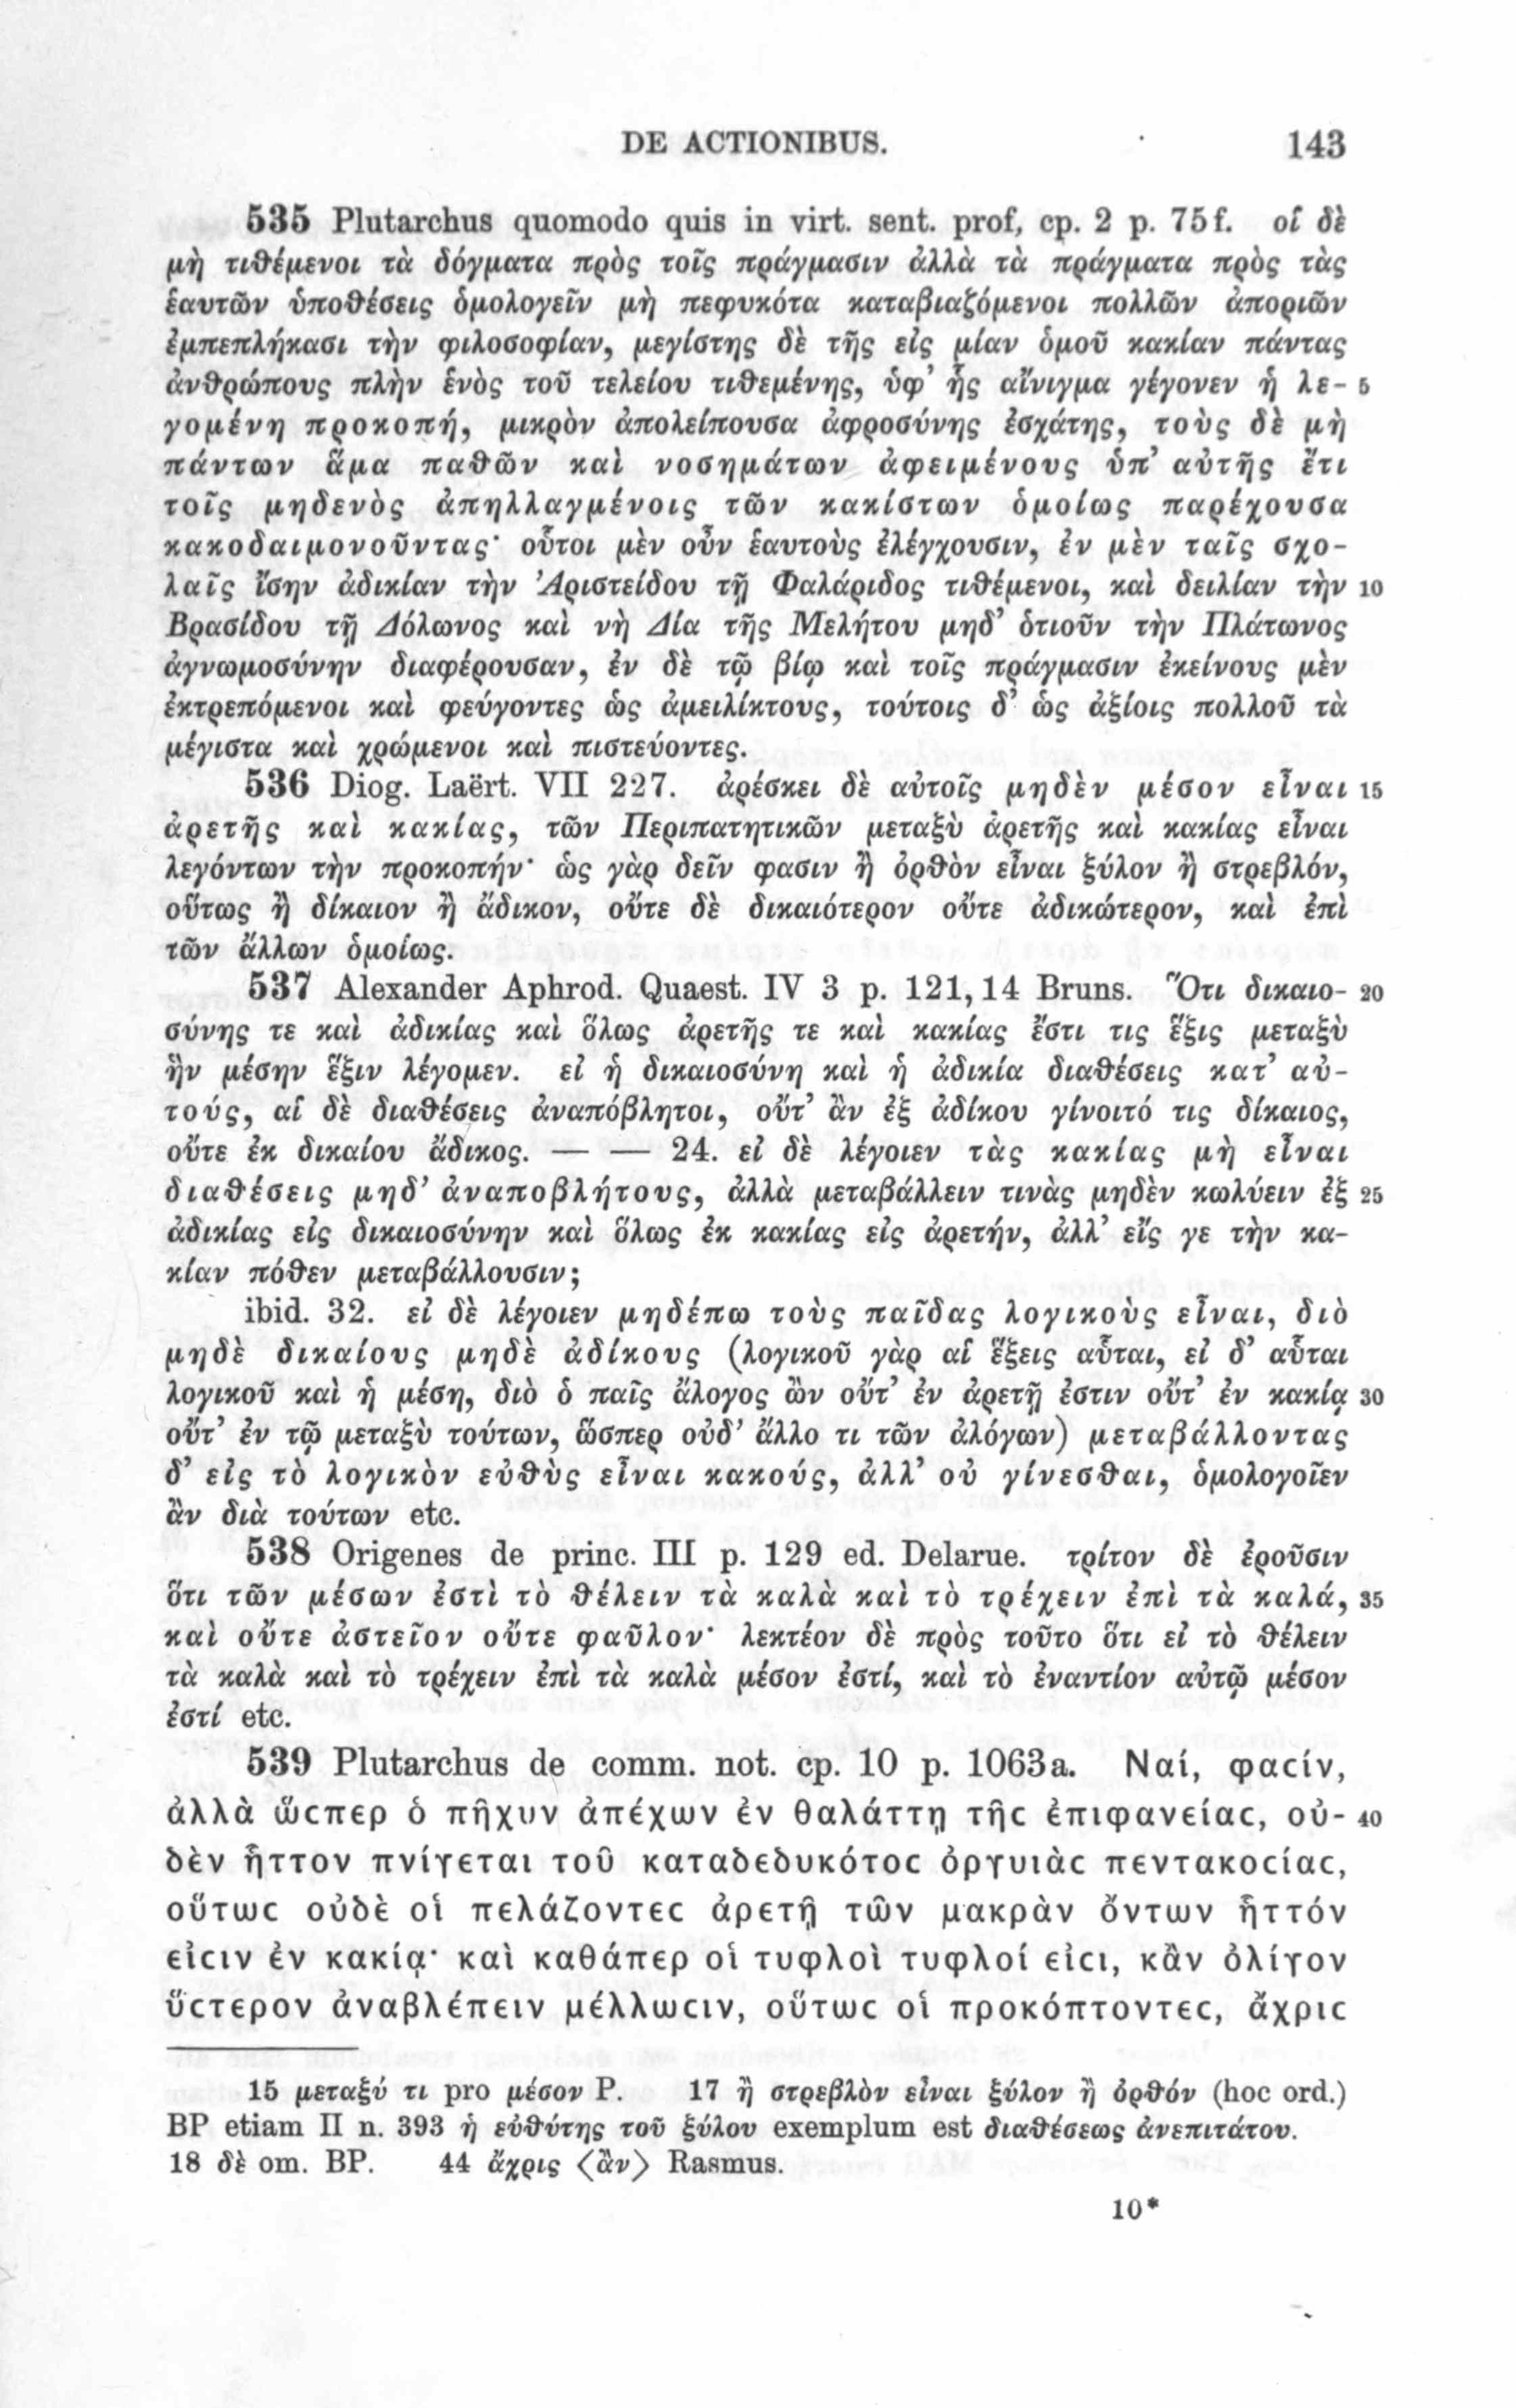 DE ACTIONIBUS. 143
535 Plutarchus quomodo quis in virt. sent. prof, cp. 2 p. 75 f. οἱ δὲ
μὴ τιθέμενοι τὰ δόγματα πρὸς τοῖς πράγμασιν ἀλλὰ τὰ πράγματα πρὸς τὰς
ἑαυτῶν ὑποθέσεις ὁμολογεῖν μὴ πεφυκότα καταβιαζόμενοι πολλῶν ἀποριῶν
ἐμπεπλήκασι τὴν φιλοσοφίαν, μεγίστης δὲ τῆς εἰς μίαν ὁμοῦ κακίαν πάντας
ἀνθρώπους πλὴν ἑνὸς τοῦ τελείου τιθεμένης, ὑφ’ ἧς αἴνιγμα γέγονεν ἡ λε- 5
γομένη προκοπή, μικρὸν ἀπολείπουσα ἀφροσύνης ἐσχάτης, τοὺς δὲ μὴ
πάντων ἅμα παθῶν καὶ νοσημάτων ἀφειμένους ὑπ’ αὐτῆς ἔτι
τοῖς μηδενὸς ἀπηλλαγμένοις τῶν κακίστων ὁμοίως παρέχουσα
κακοδαιμονοῦντας· οὗτοι μὲν οὖν ἑαυτοὺς ἐλέγχουσιν, ἐν μὲν ταῖς σχο-
λαῖς ἴσην ἀδικίαν τὴν Ἀριστείδου τῇ Φαλάριδος τιθέμενοι, καὶ δειλίαν τὴν 10
Βρασίδου τῇ Δόλωνος καὶ νὴ Δία τῆς Μελήτου μηδ’ ὁτιοῦν τὴν Πλάτωνος
ἀγνωμοσύνην διαφέρουσαν, ἐν δὲ τῷ βίῳ καὶ τοῖς πράγμασιν ἐκείνους μὲν
ἐκτρεπόμενοι καὶ φεύγοντες ὡς ἀμειλίκτους, τούτοις δ’ ὡς ἀξίοις πολλοῦ τὰ
μέγιστα καὶ χρώμενοι καὶ πιστεύοντες.
536 Diog. Laërt. VII 227. ἀρέσκει δὲ αὐτοῖς μηδὲν μέσον εἶναι 15
ἀρετῆς καὶ κακίας, τῶν Περιπατητικῶν μεταξὺ ἀρετῆς καὶ κακίας εἶναι
λεγόντων τὴν προκοπήν· ὡς γὰρ δεῖν φασιν ἢ ὀρθὸν εἶναι ξύλον ἢ στρεβλόν,
οὕτως ἢ δίκαιον ἢ ἄδικον, οὔτε δὲ δικαιότερον οὔτε ἀδικώτερον, καὶ ἐπὶ
τῶν ἄλλων ὁμοίως.
537 Alexander Aphrod. Quaest. IV 3 p. 121,14 Bruns. Ὅτι δικαιο- 20
σύνης τε καὶ ἀδικίας καὶ ὅλως ἀρετῆς τε καὶ κακίας ἔστι τις ἕξις μεταξὺ
ἣν μέσην ἕξιν λέγομεν. εἰ ἡ δικαιοσύνη καὶ ἡ ἀδικία διαθέσεις κατ’ αὐ-
τούς, αἱ δὲ διαθέσεις ἀναπόβλητοι, οὔτ’ ἂν ἐξ ἀδίκου γίνοιτό τις δίκαιος,
οὔτε ἐκ δικαίου ἄδικος. — — 24. εἰ δὲ λέγοιεν τὰς κακίας μὴ εἶναι
διαθέσεις μηδ’ ἀναποβλήτους, ἀλλὰ μεταβάλλειν τινὰς μηδὲν κωλύειν ἐξ 25
ἀδικίας εἰς δικαιοσύνην καὶ ὅλως ἐκ κακίας εἰς ἀρετήν, ἀλλ’ εἴς γε τὴν κα-
κίαν πόθεν μεταβάλλουσιν;
ibid. 32. εἰ δὲ λέγοιεν μηδέπω τοὺς παῖδας λογικοὺς εἶναι, διὸ
μηδὲ δικαίους μηδὲ ἀδίκους (λογικοῦ γὰρ αἱ ἕξεις αὗται, εἰ δ’ αὗται
λογικοῦ καὶ ἡ μέση, διὸ ὁ παῖς ἄλογος ὢν οὔτ’ ἐν ἀρετῇ ἐστιν οὔτ’ ἐν κακίᾳ 30
οὔτ’ ἐν τῷ μεταξὺ τούτων, ὥσπερ οὐδ’ ἄλλο τι τῶν ἀλόγων) μεταβάλλοντας
δ’ εἰς τὸ λογικὸν εὐθὺς εἶναι κακούς, ἀλλ’ οὐ γίνεσθαι, ὁμολογοῖεν
ἂν διὰ τούτων etc.
538 Origenes de princ. III p. 129 ed. Delarue. τρίτον δὲ ἐροῦσιν
ὅτι τῶν μέσων ἐστὶ τὸ θέλειν τὰ καλὰ καὶ τὸ τρέχειν ἐπὶ τὰ καλά, 35
καὶ οὔτε ἀστεῖον οὔτε φαῦλον· λεκτέον δὲ πρὸς τοῦτο ὅτι εἰ τὸ θέλειν
τὰ καλὰ καὶ τὸ τρέχειν ἐπὶ τὰ καλὰ μέσον ἐστί, καὶ τὸ ἐναντίον αὐτῷ μέσον
ἐστί etc.
539 Plutarchus de comm. not. cp. 10 p. 1063a. Ναί, φαϲίν,
ἀλλὰ ὥϲπερ ὁ πῆχυν ἀπέχων ἐν θαλάττῃ τῆϲ ἐπιφανείαϲ, οὐ- 40
δὲν ἧττον πνίγεται τοῦ καταδεδυκότοϲ ὀργυιὰϲ πεντακοϲίαϲ,
οὕτωϲ οὐδὲ οἱ πελάζοντεϲ ἀρετῇ τῶν μακρὰν ὄντων ἧττόν
εἰϲιν ἐν κακίᾳ· καὶ καθάπερ οἱ τυφλοὶ τυφλοί εἰϲι, κἂν ὀλίγον
ὕϲτερον ἀναβλέπειν μέλλωϲιν, οὕτωϲ οἱ προκόπτοντεϲ, ἄχριϲ
15 μεταξύ τι pro μέσον P. 17 ἢ στρεβλὸν εἶναι ξύλον ἢ ὀρθόν (hoc ord.)
BP etiam II n. 393 ἡ εὐθύτης τοῦ ξύλου exemplum est διαθέσεως ἀνεπιτάτου.
18 δὲ om. BP. 44 ἄχρις ⟨ἂν⟩ Rasmus.
10*